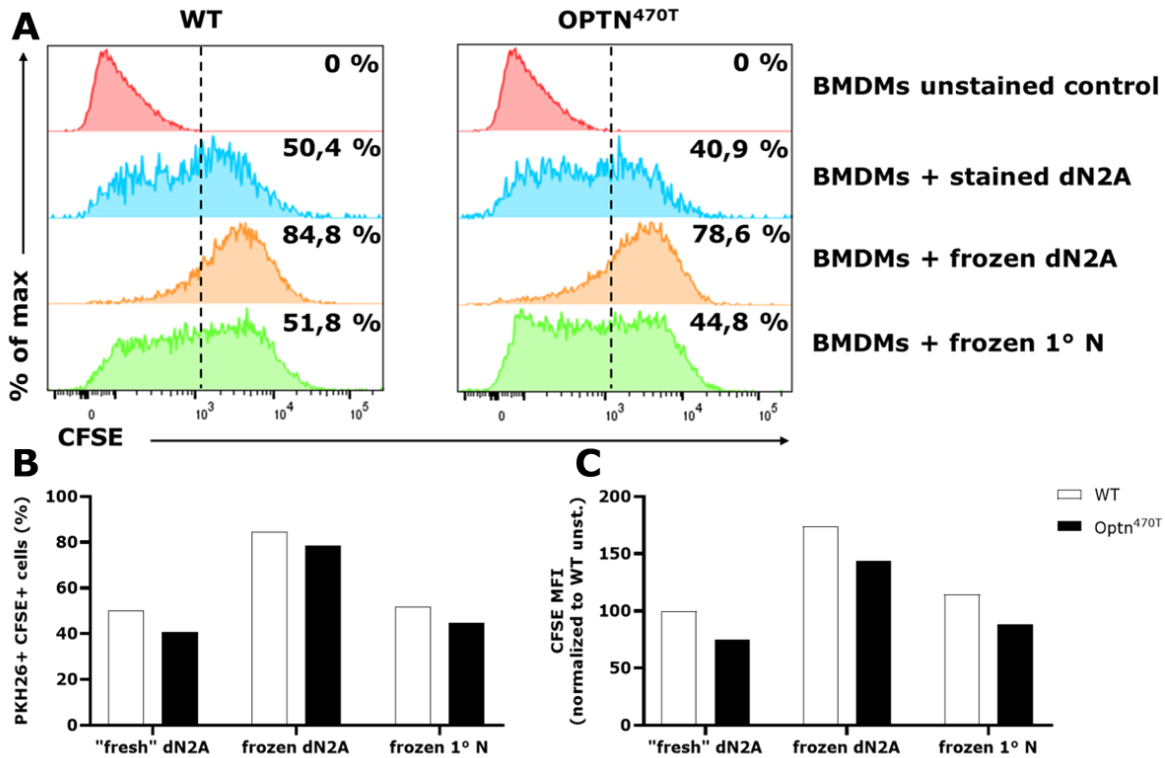 A
WT
OPTN470T
0 %
0 %
BMDMs unstained control
50,4 %
40,9 %
BMDMs + stained dN2A
84,8 %
78,6 %
BMDMs + frozen dN2A
51,8 %
44,8 %
BMDMs + frozen 1° N
% of max
0 10³ 10⁴ 10⁵
0 10³ 10⁴ 10⁵
CFSE
B
PKH26+ CFSE+ cells (%)
100
80
60
40
20
0
"fresh" dN2A frozen dN2A frozen 1° N
C
CFSE MFI
(normalized to WT unst.)
200
150
100
50
0
"fresh" dN2A frozen dN2A frozen 1° N
WT
Optn470T